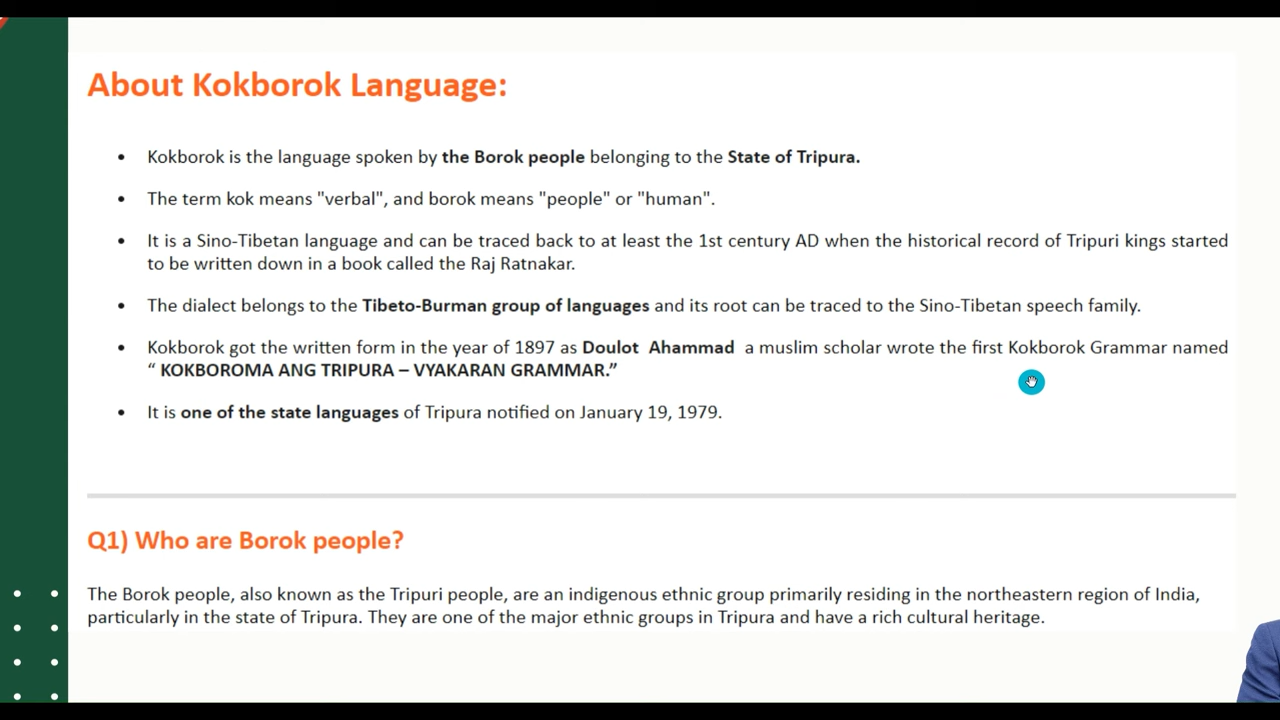 About Kokborok Language:
• Kokborok is the language spoken by the Borok people belonging to the State of Tripura.
• The term kok means "verbal", and borok means "people" or "human".
• It is a Sino-Tibetan language and can be traced back to at least the 1st century AD when the historical record of Tripuri kings started
to be written down in a book called the Raj Ratnakar.
• The dialect belongs to the Tibeto-Burman group of languages and its root can be traced to the Sino-Tibetan speech family.
• Kokborok got the written form in the year of 1897 as Doulot Ahammad a muslim scholar wrote the first Kokborok Grammar named
“ KOKBOROMA ANG TRIPURA – VYAKARAN GRAMMAR.”
• It is one of the state languages of Tripura notified on January 19, 1979.
Q1) Who are Borok people?
The Borok people, also known as the Tripuri people, are an indigenous ethnic group primarily residing in the northeastern region of India,
particularly in the state of Tripura. They are one of the major ethnic groups in Tripura and have a rich cultural heritage.